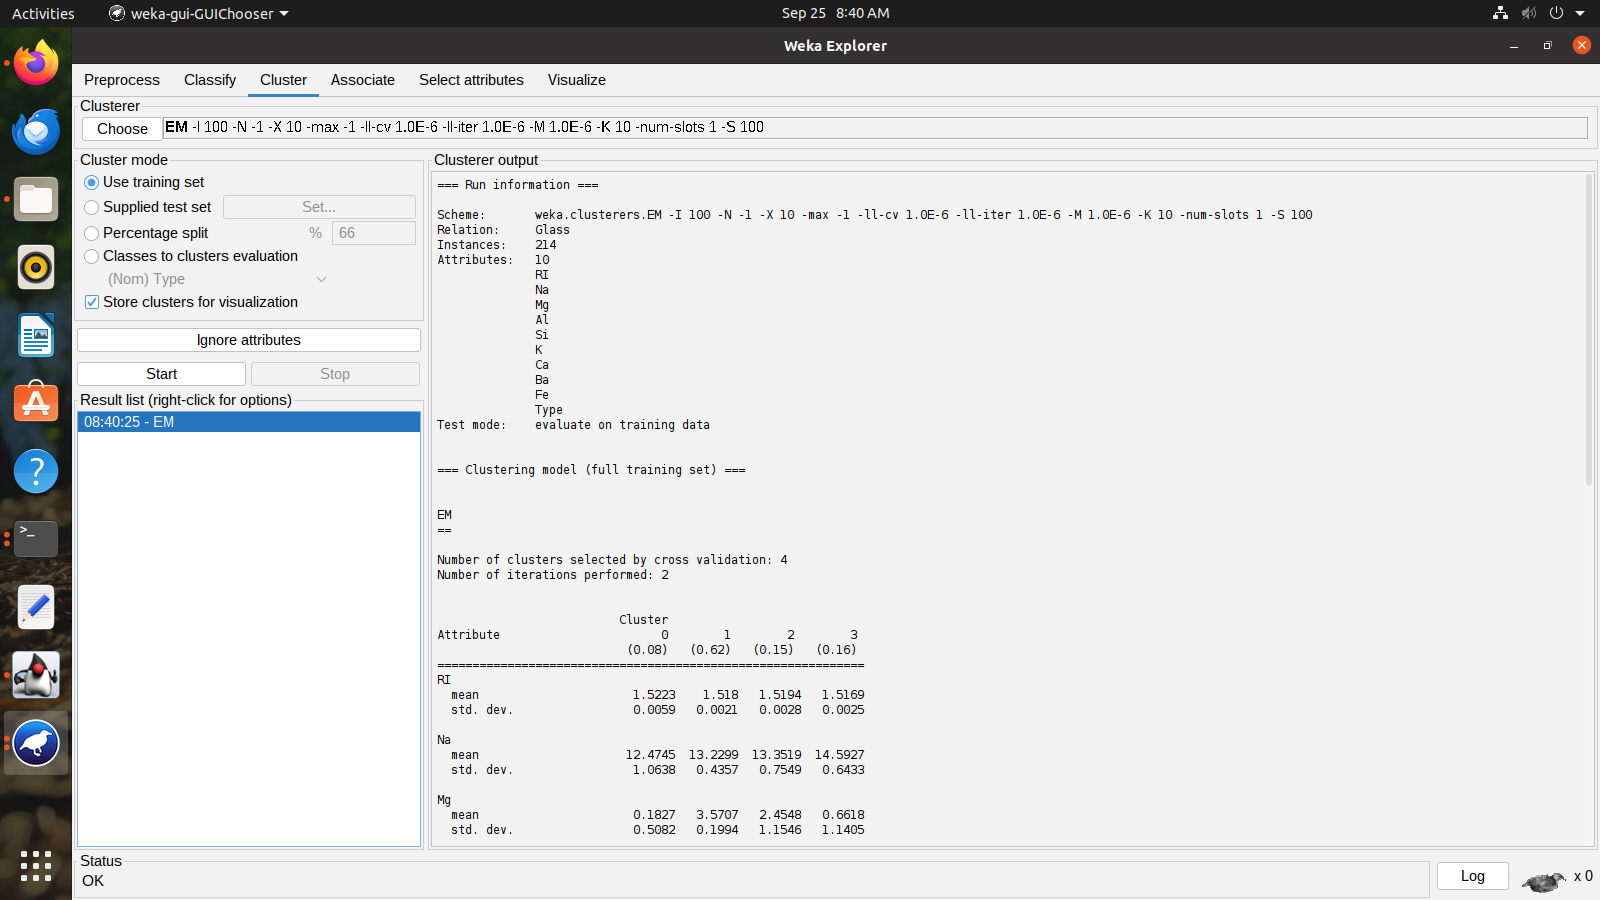 Activities weka-gui-GUIChooser Sep 25 8:40 AM
Weka Explorer
Preprocess Classify Cluster Associate Select attributes Visualize
Clusterer
Choose EM -I 100 -N -1 -X 10 -max -1 -ll-cv 1.0E-6 -ll-iter 1.0E-6 -M 1.0E-6 -K 10 -num-slots 1 -S 100
Cluster mode
Use training set
Supplied test set Set...
Percentage split % 66
Classes to clusters evaluation
(Nom) Type
Store clusters for visualization
Ignore attributes
Start Stop
Result list (right-click for options)
08:40:25 - EM
Clusterer output
=== Run information ===
Scheme: weka.clusterers.EM -I 100 -N -1 -X 10 -max -1 -ll-cv 1.0E-6 -ll-iter 1.0E-6 -M 1.0E-6 -K 10 -num-slots 1 -S 100
Relation: Glass
Instances: 214
Attributes: 10
RI
Na
Mg
Al
Si
K
Ca
Ba
Fe
Type
Test mode: evaluate on training data
=== Clustering model (full training set) ===
EM
==
Number of clusters selected by cross validation: 4
Number of iterations performed: 2
Cluster
Attribute 0 1 2 3
(0.08) (0.62) (0.15) (0.16)
=============================================================
RI
mean 1.5223 1.518 1.5194 1.5169
std. dev. 0.0059 0.0021 0.0028 0.0025
Na
mean 12.4745 13.2299 13.3519 14.5927
std. dev. 1.0638 0.4357 0.7549 0.6433
Mg
mean 0.1827 3.5707 2.4548 0.6618
std. dev. 0.5082 0.1994 1.1546 1.1405
Status
OK
Log
x 0